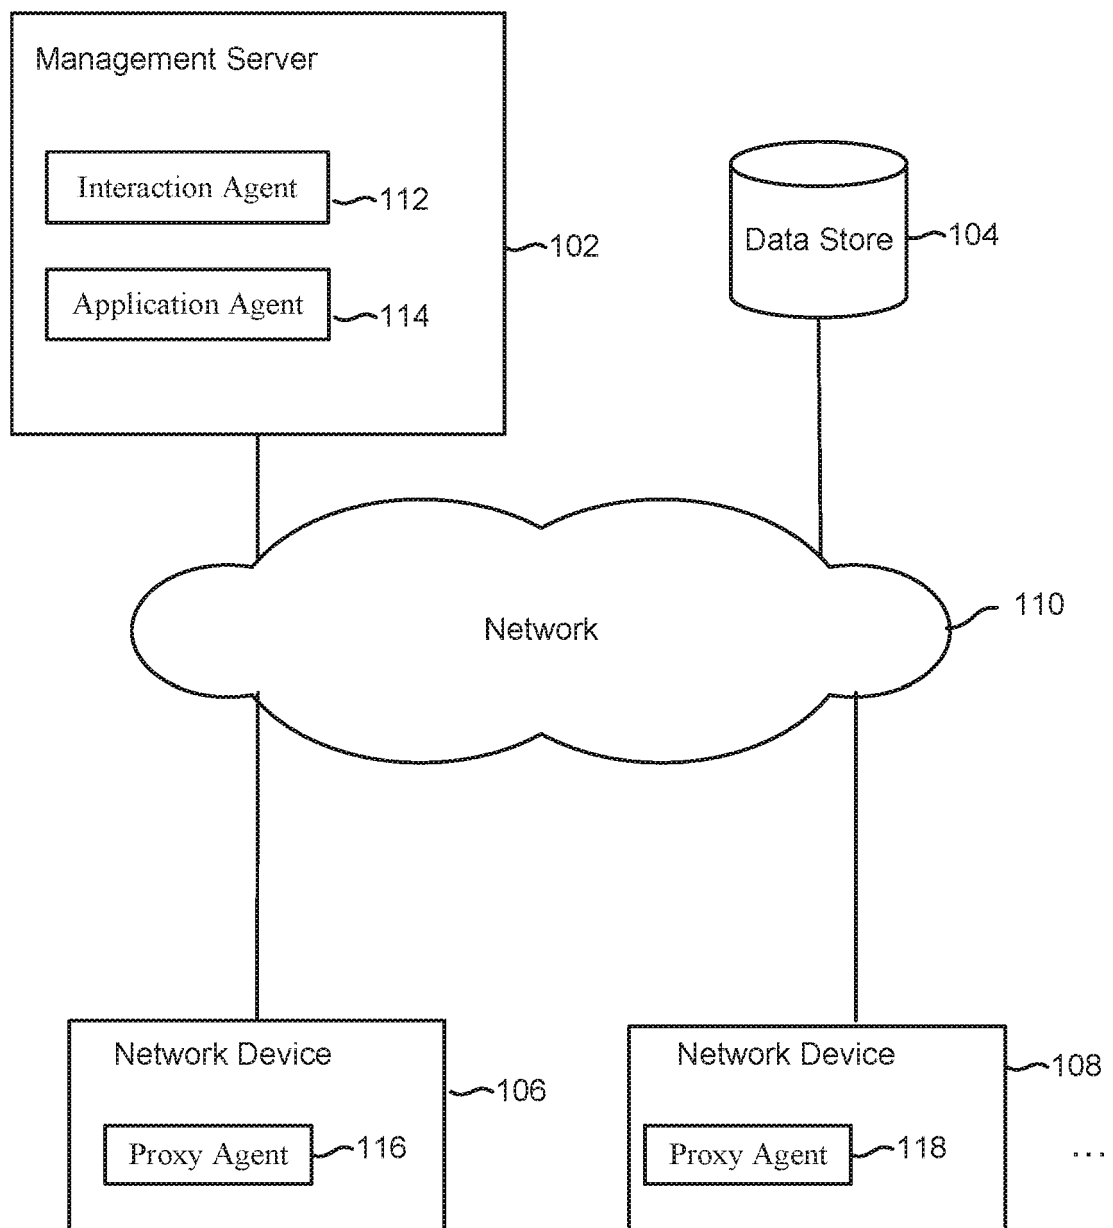 Management Server
Interaction Agent
112
Application Agent
114
102
Data Store
104
Network
110
Network Device
106
Proxy Agent
116
Network Device
108
Proxy Agent
118
...